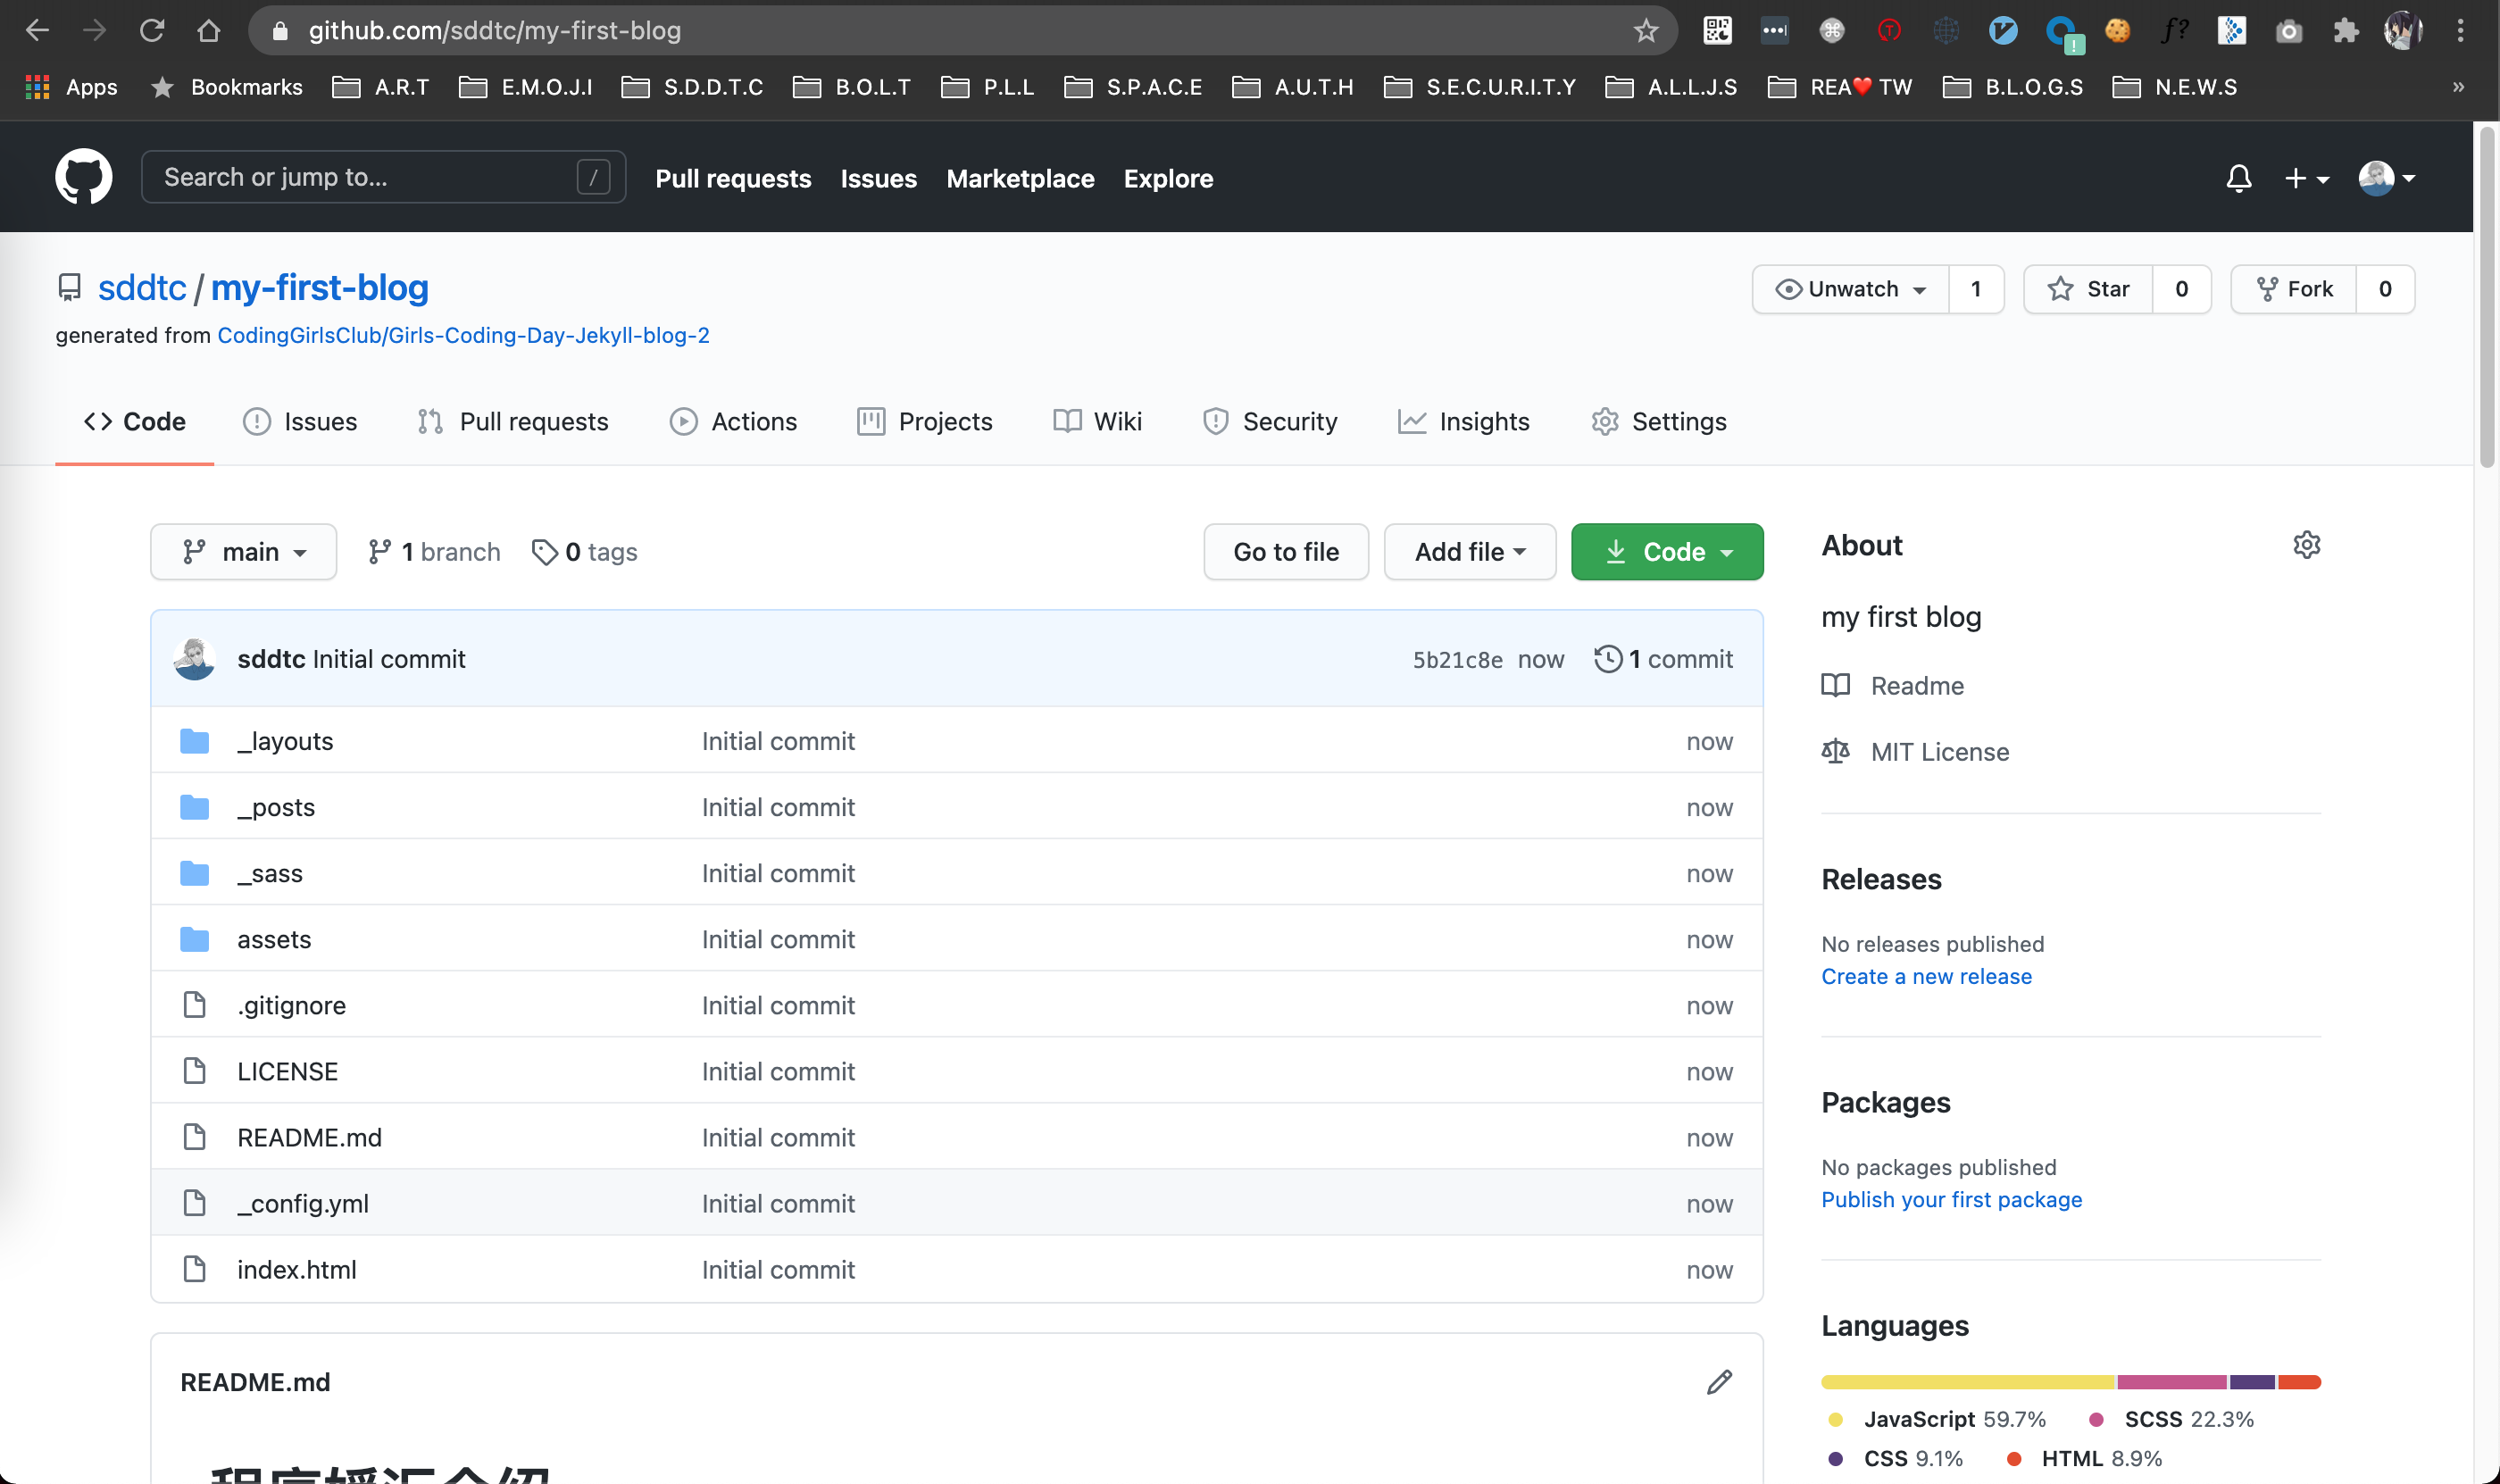 github.com/sddtc/my-first-blog
Apps Bookmarks A.R.T E.M.O.J.I S.D.D.T.C B.O.L.T P.L.L S.P.A.C.E A.U.T.H S.E.C.U.R.I.T.Y A.L.L.J.S REA❤️TW B.L.O.G.S N.E.W.S »
Search or jump to... / Pull requests Issues Marketplace Explore
sddtc / my-first-blog Unwatch 1 Star 0 Fork 0
generated from CodingGirlsClub/Girls-Coding-Day-Jekyll-blog-2
Code Issues Pull requests Actions Projects Wiki Security Insights Settings
main 1 branch 0 tags Go to file Add file Code
sddtc Initial commit 5b21c8e now 1 commit
_layouts Initial commit now
_posts Initial commit now
_sass Initial commit now
assets Initial commit now
.gitignore Initial commit now
LICENSE Initial commit now
README.md Initial commit now
_config.yml Initial commit now
index.html Initial commit now
README.md
程序媛汇介绍
About
my first blog
Readme
MIT License
Releases
No releases published
Create a new release
Packages
No packages published
Publish your first package
Languages
JavaScript 59.7% SCSS 22.3%
CSS 9.1% HTML 8.9%